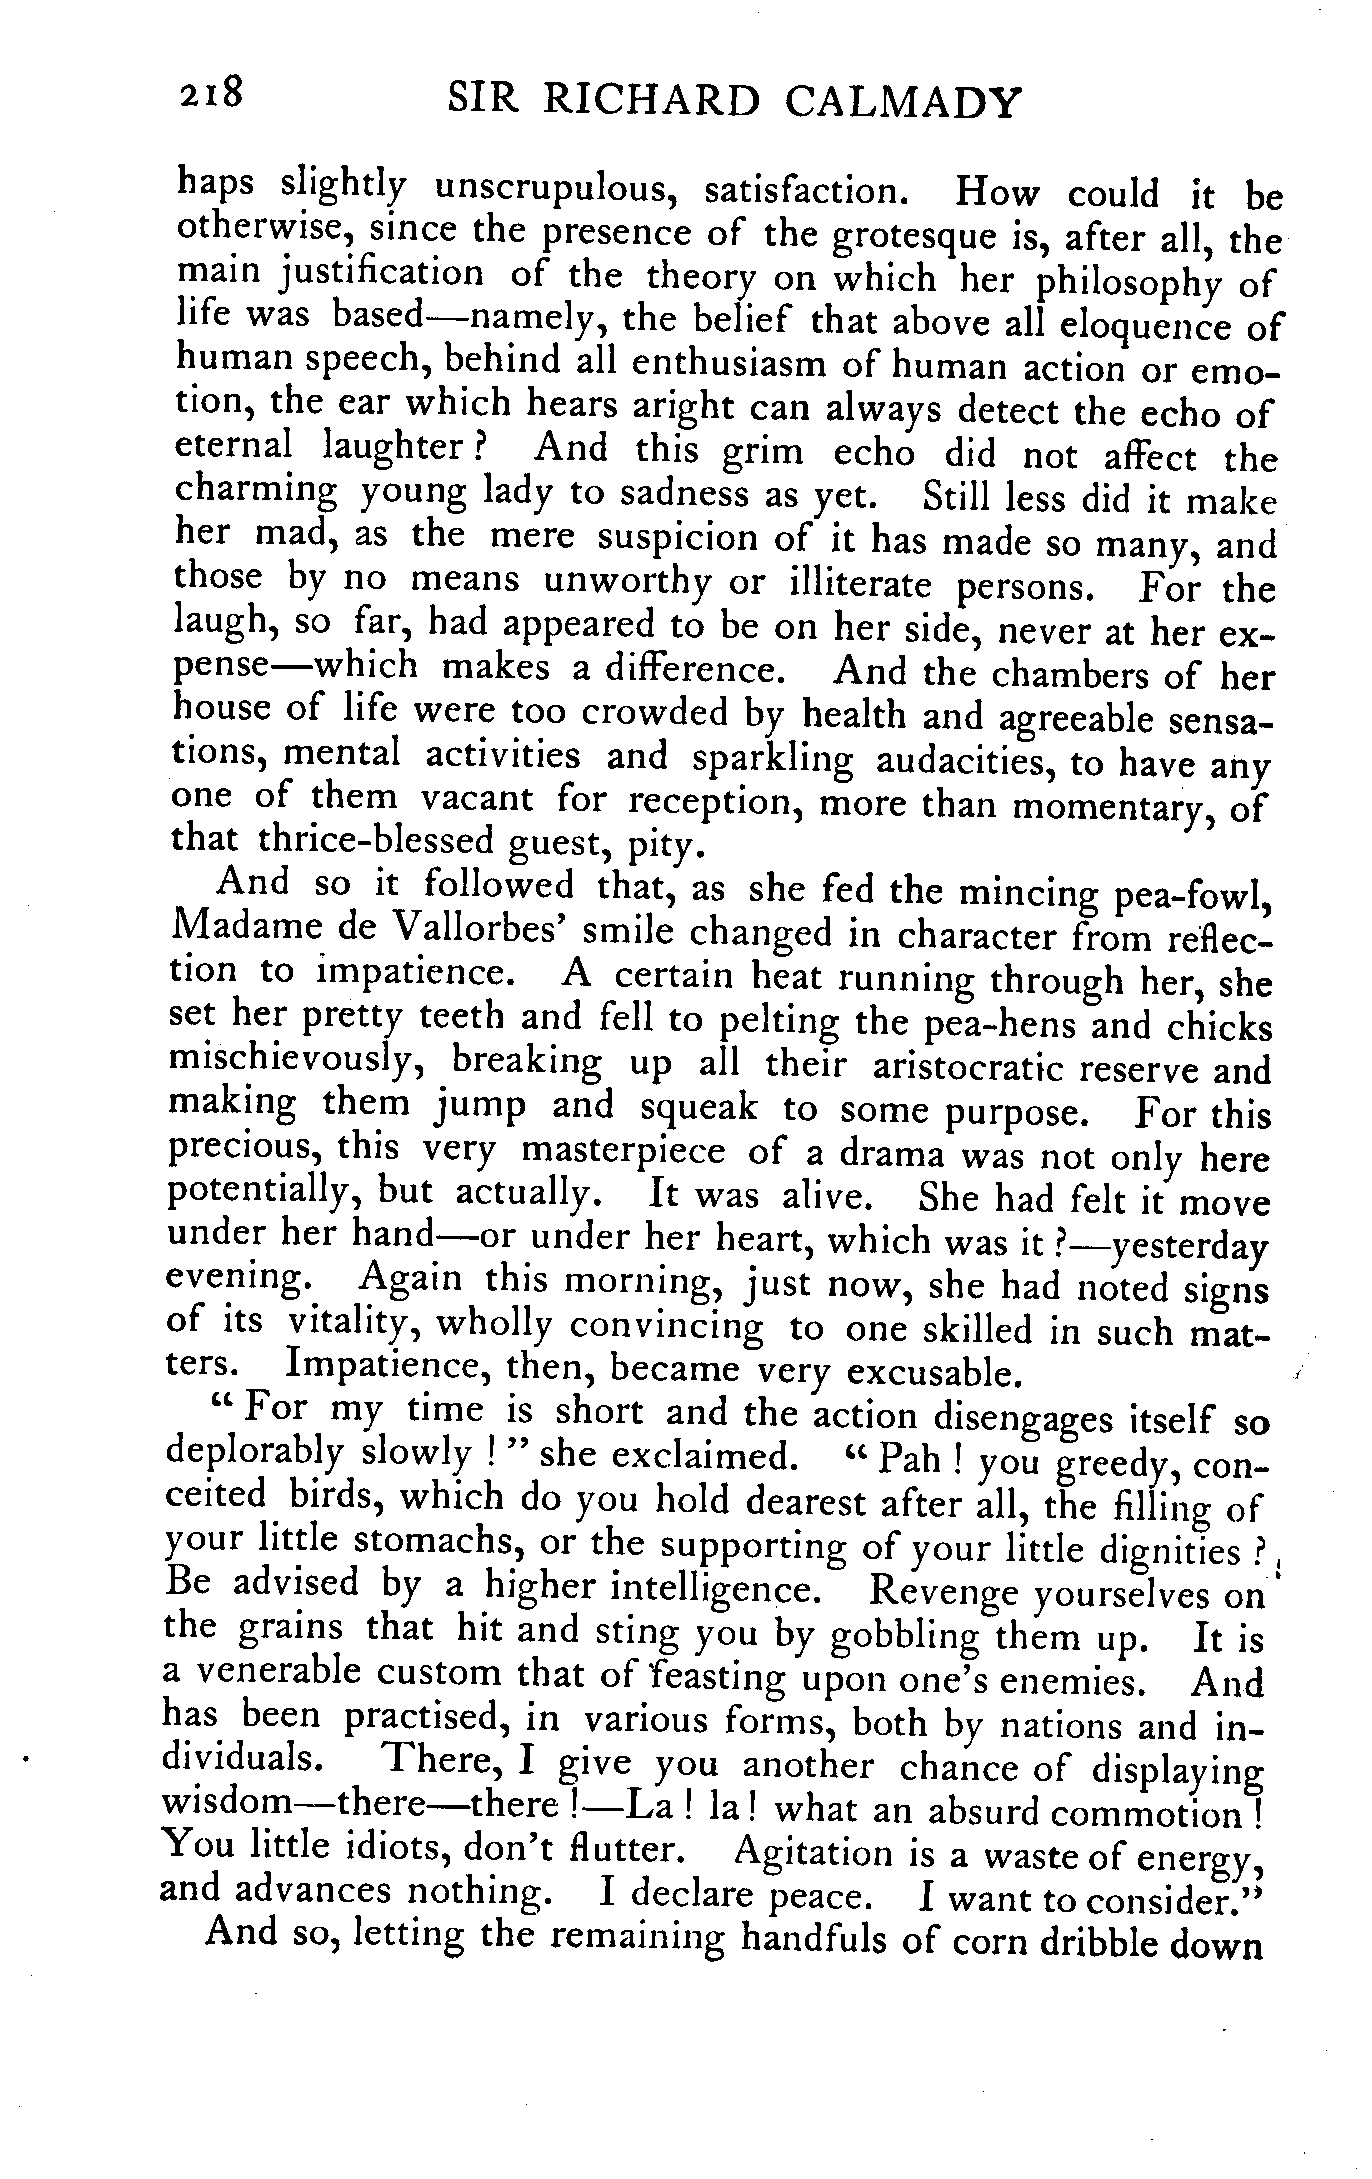 218 SIR RICHARD CALMADY
haps slightly unscrupulous, satisfaction. How could it be
otherwise, since the presence of the grotesque is, after all, the
main justification of the theory on which her philosophy of
life was based—namely, the belief that above all eloquence of
human speech, behind all enthusiasm of human action or emo-
tion, the ear which hears aright can always detect the echo of
eternal laughter? And this grim echo did not affect the
charming young lady to sadness as yet. Still less did it make
her mad, as the mere suspicion of it has made so many, and
those by no means unworthy or illiterate persons. For the
laugh, so far, had appeared to be on her side, never at her ex-
pense—which makes a difference. And the chambers of her
house of life were too crowded by health and agreeable sensa-
tions, mental activities and sparkling audacities, to have any
one of them vacant for reception, more than momentary, of
that thrice-blessed guest, pity.
And so it followed that, as she fed the mincing pea-fowl,
Madame de Vallorbes' smile changed in character from reflec-
tion to impatience. A certain heat running through her, she
set her pretty teeth and fell to pelting the pea-hens and chicks
mischievously, breaking up all their aristocratic reserve and
making them jump and squeak to some purpose. For this
precious, this very masterpiece of a drama was not only here
potentially, but actually. It was alive. She had felt it move
under her hand—or under her heart, which was it?—yesterday
evening. Again this morning, just now, she had noted signs
of its vitality, wholly convincing to one skilled in such mat-
ters. Impatience, then, became very excusable.
"For my time is short and the action disengages itself so
deplorably slowly!" she exclaimed. "Pah! you greedy, con-
ceited birds, which do you hold dearest after all, the filling of
your little stomachs, or the supporting of your little dignities?
Be advised by a higher intelligence. Revenge yourselves on
the grains that hit and sting you by gobbling them up. It is
a venerable custom that of feasting upon one's enemies. And
has been practised, in various forms, both by nations and in-
dividuals. There, I give you another chance of displaying
wisdom—there—there!—La! la! what an absurd commotion!
You little idiots, don't flutter. Agitation is a waste of energy,
and advances nothing. I declare peace. I want to consider."
And so, letting the remaining handfuls of corn dribble down